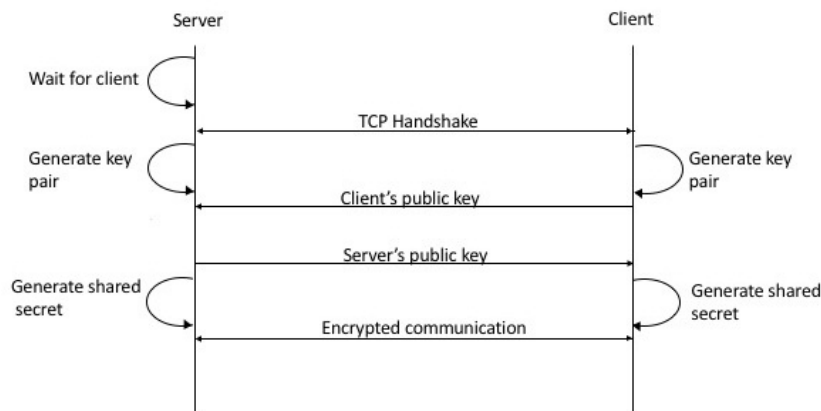 Server
Client
Wait for client
TCP Handshake
Generate key
pair
Generate key
pair
Client's public key
Server's public key
Generate shared
secret
Generate shared
secret
Encrypted communication